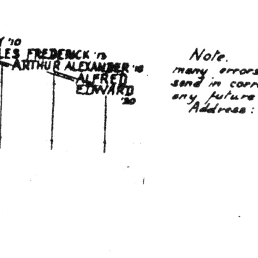 Y '10
LES FREDERICK '13
ARTHUR ALEXANDER '18
ALFRED
EDWARD
'20
Note.
many errors
send in corr
any future
Address: